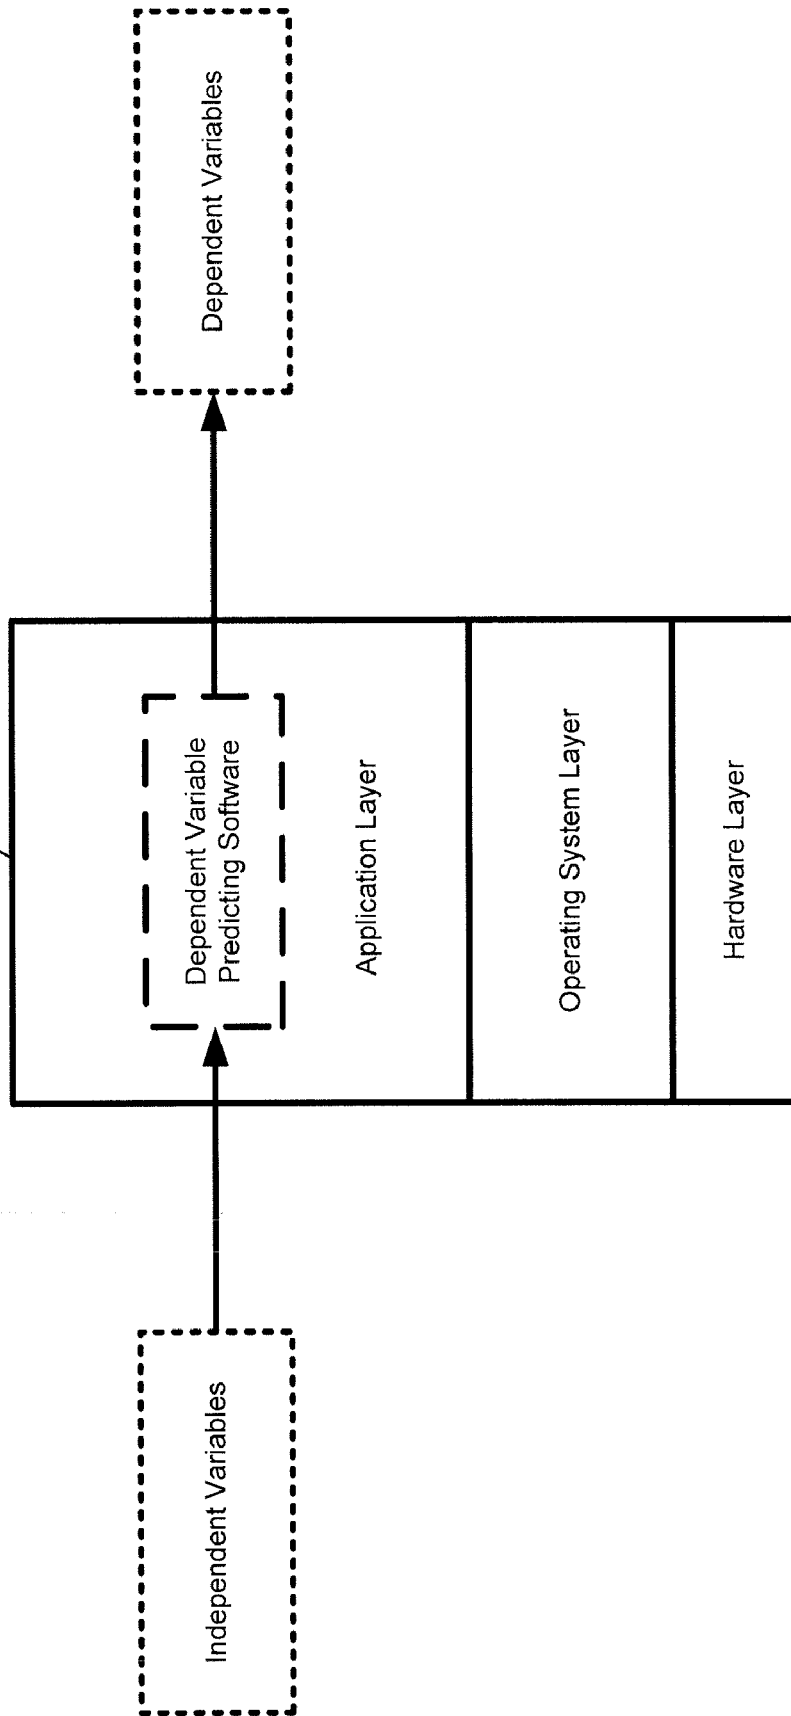 Independent Variables
Dependent Variable
Predicting Software
Application Layer
Operating System Layer
Hardware Layer
Dependent Variables